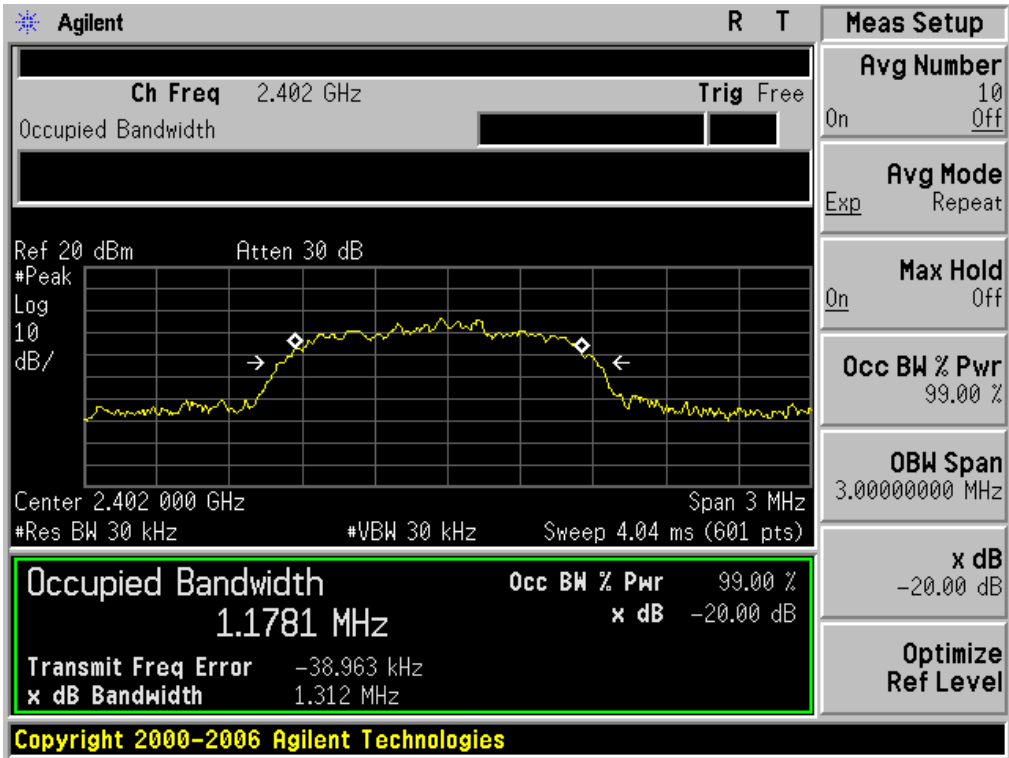 Agilent R T
Ch Freq 2.402 GHz Trig Free
Occupied Bandwidth
Ref 20 dBm Atten 30 dB
#Peak
Log
10
dB/
Center 2.402 000 GHz Span 3 MHz
#Res BW 30 kHz #VBW 30 kHz Sweep 4.04 ms (601 pts)
Occupied Bandwidth Occ BW % Pwr 99.00 %
1.1781 MHz x dB -20.00 dB
Transmit Freq Error -38.963 kHz
x dB Bandwidth 1.312 MHz
Copyright 2000-2006 Agilent Technologies
Meas Setup
Avg Number
10
On Off
Avg Mode
Exp Repeat
Max Hold
On Off
Occ BW % Pwr
99.00 %
OBW Span
3.00000000 MHz
x dB
-20.00 dB
Optimize
Ref Level